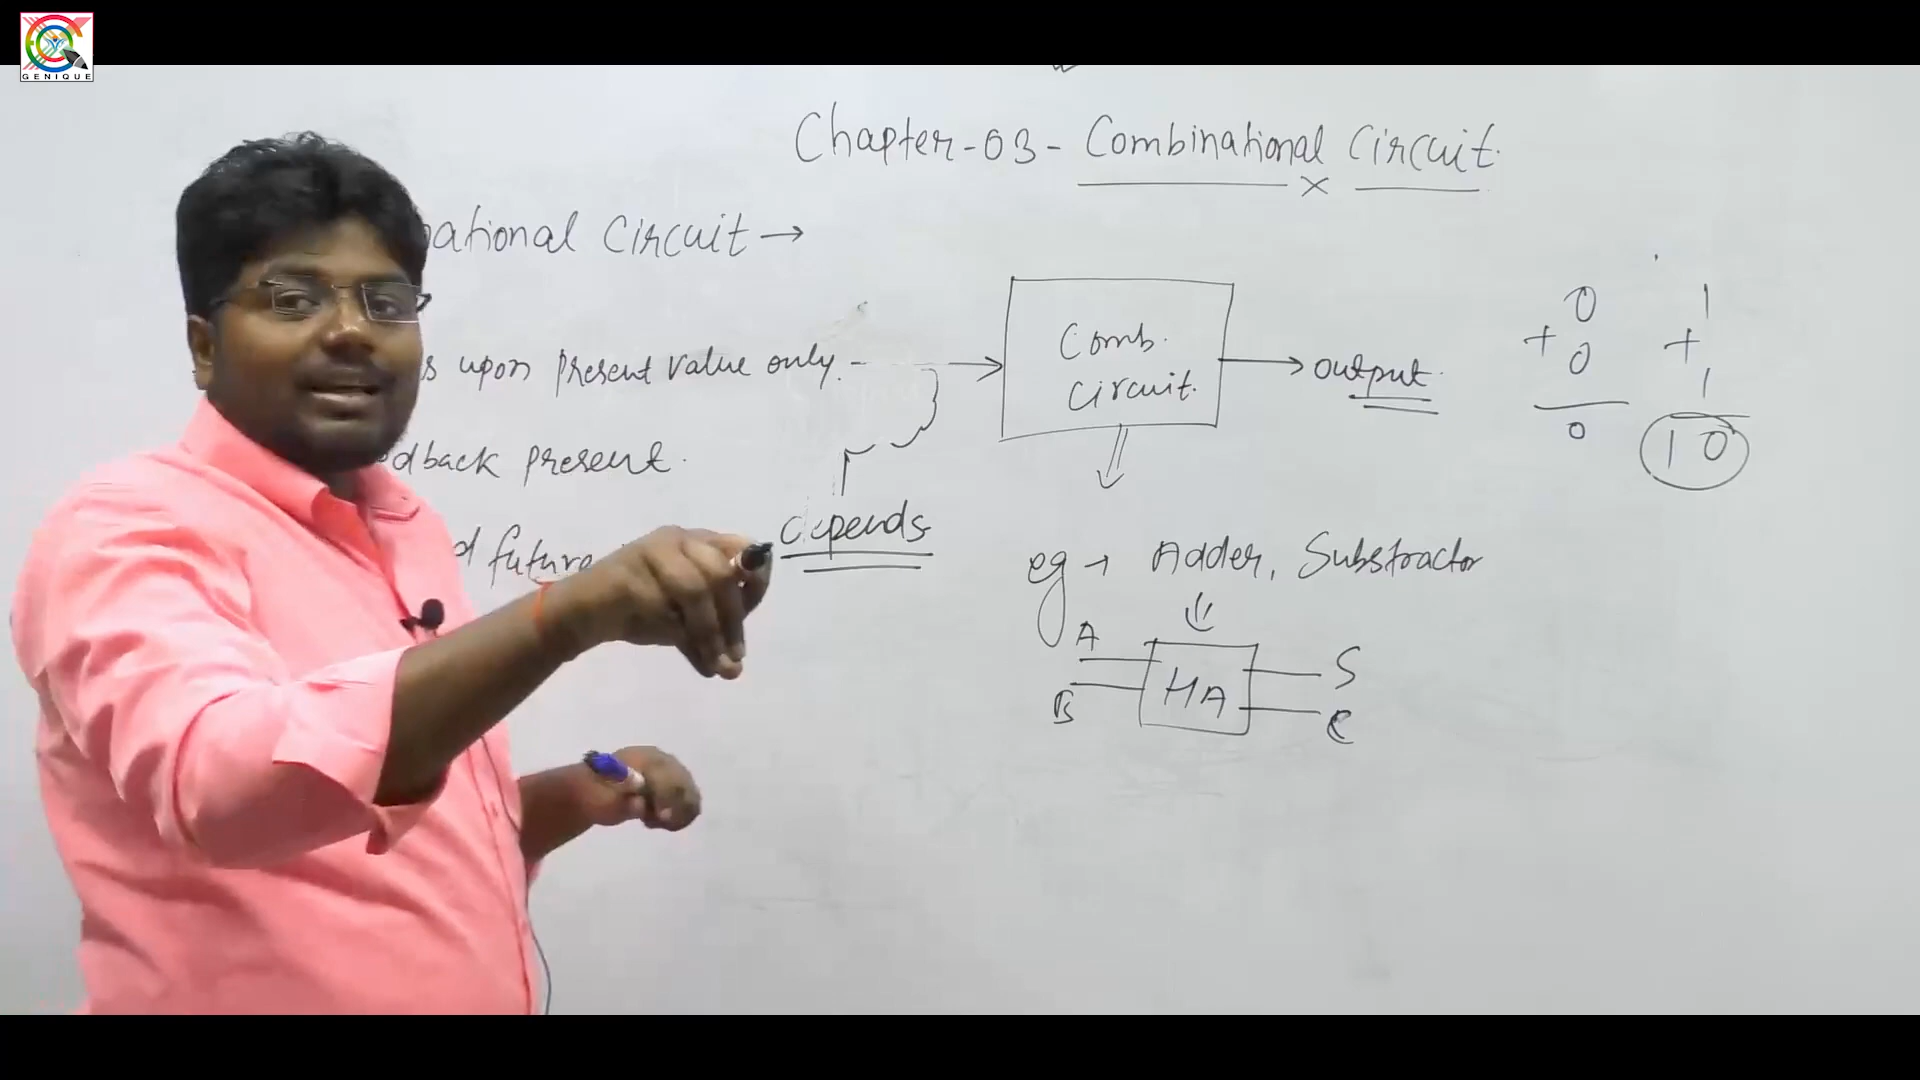 GENIQUE
Chapter-03- Combinational Circuit.
national Circuit →
s upon present value only.-
Comb.
Circuit.
output.
0
+ 0
0
1
+
1
10
dback present.
d future
depends
eg → Adder, Substractor
A
B
HA
S
C